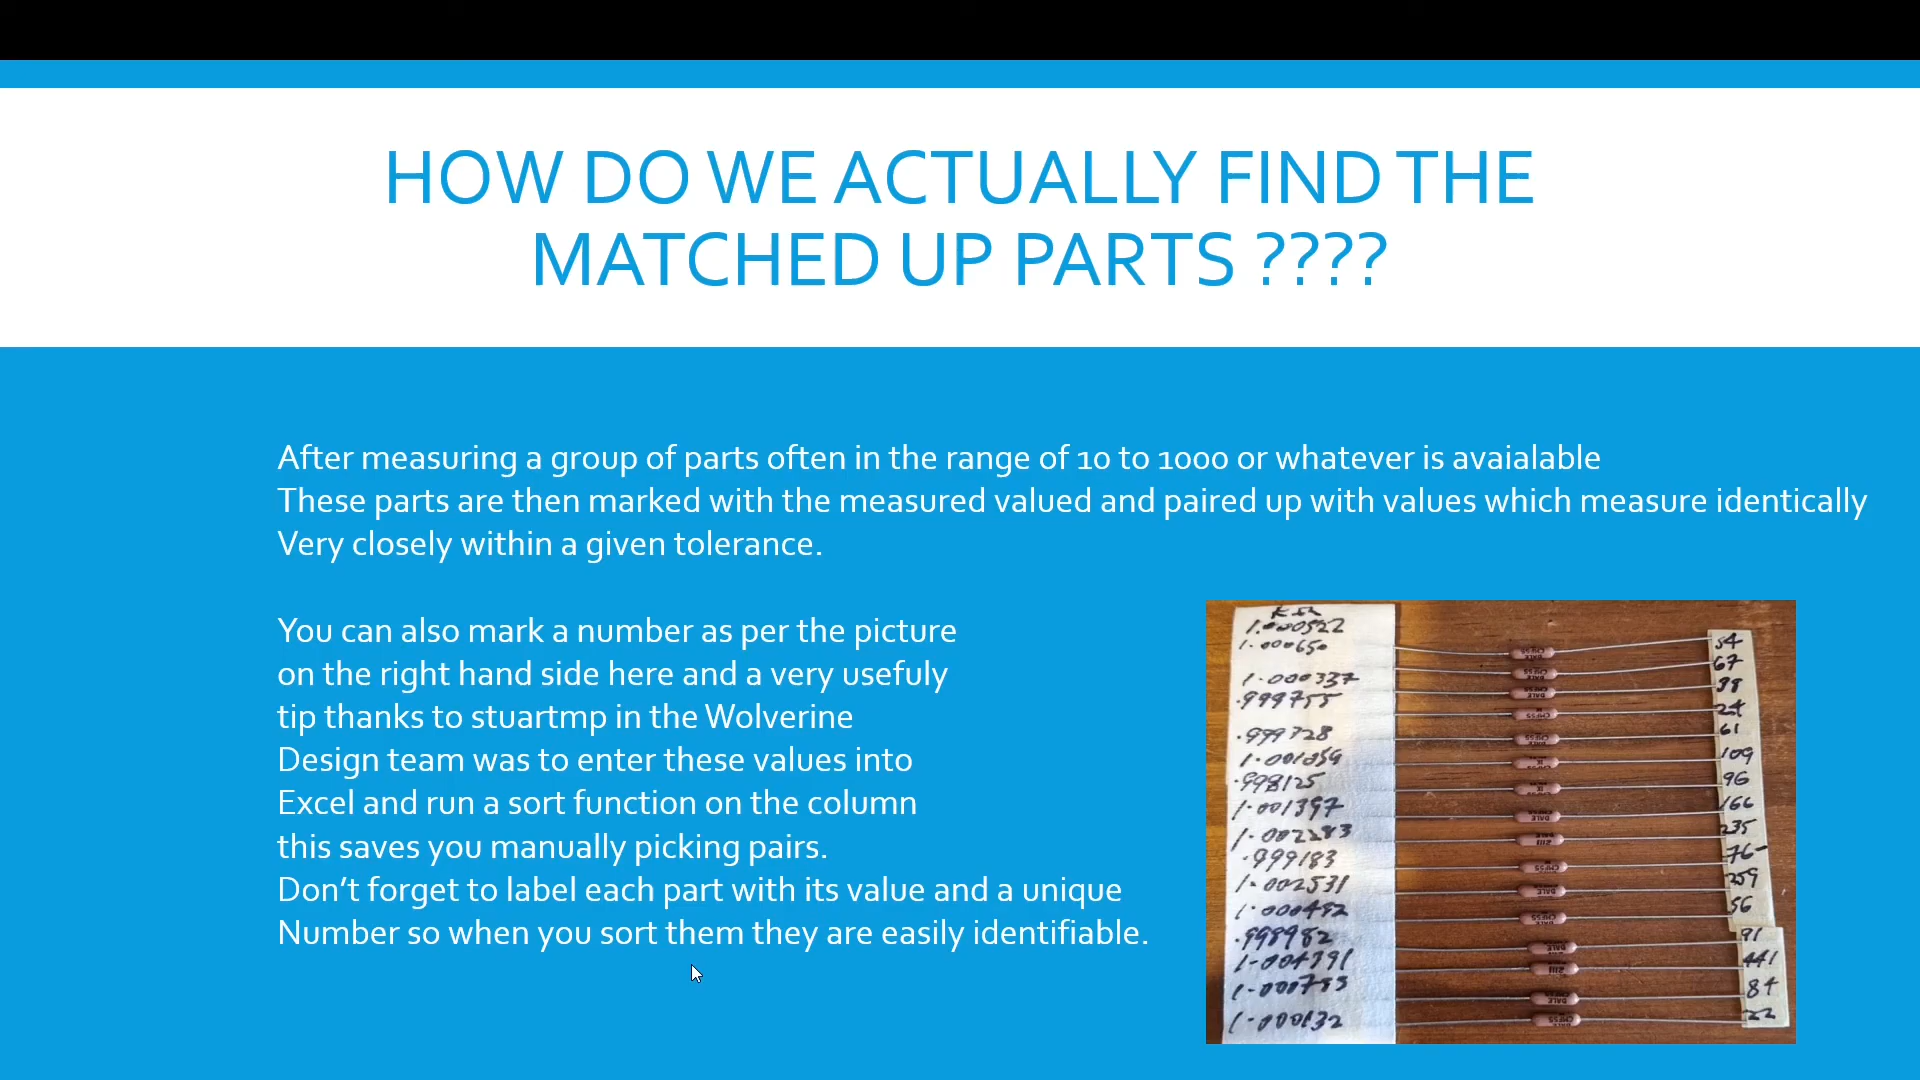 HOW DO WE ACTUALLY FIND THE
MATCHED UP PARTS ????
After measuring a group of parts often in the range of 10 to 1000 or whatever is avaialable
These parts are then marked with the measured valued and paired up with values which measure identically
Very closely within a given tolerance.
You can also mark a number as per the picture
on the right hand side here and a very usefuly
tip thanks to stuartmp in the Wolverine
Design team was to enter these values into
Excel and run a sort function on the column
this saves you manually picking pairs.
Don't forget to label each part with its value and a unique
Number so when you sort them they are easily identifiable.
1.000522
1.000650
1.000337
.999755
.999728
.998125
1.001397
1.002283
.999183
1.002531
1.000492
.998982
1.004391
1.000132
54
67
24
61
109
96
166
235
76
259
56
91
441
84
22